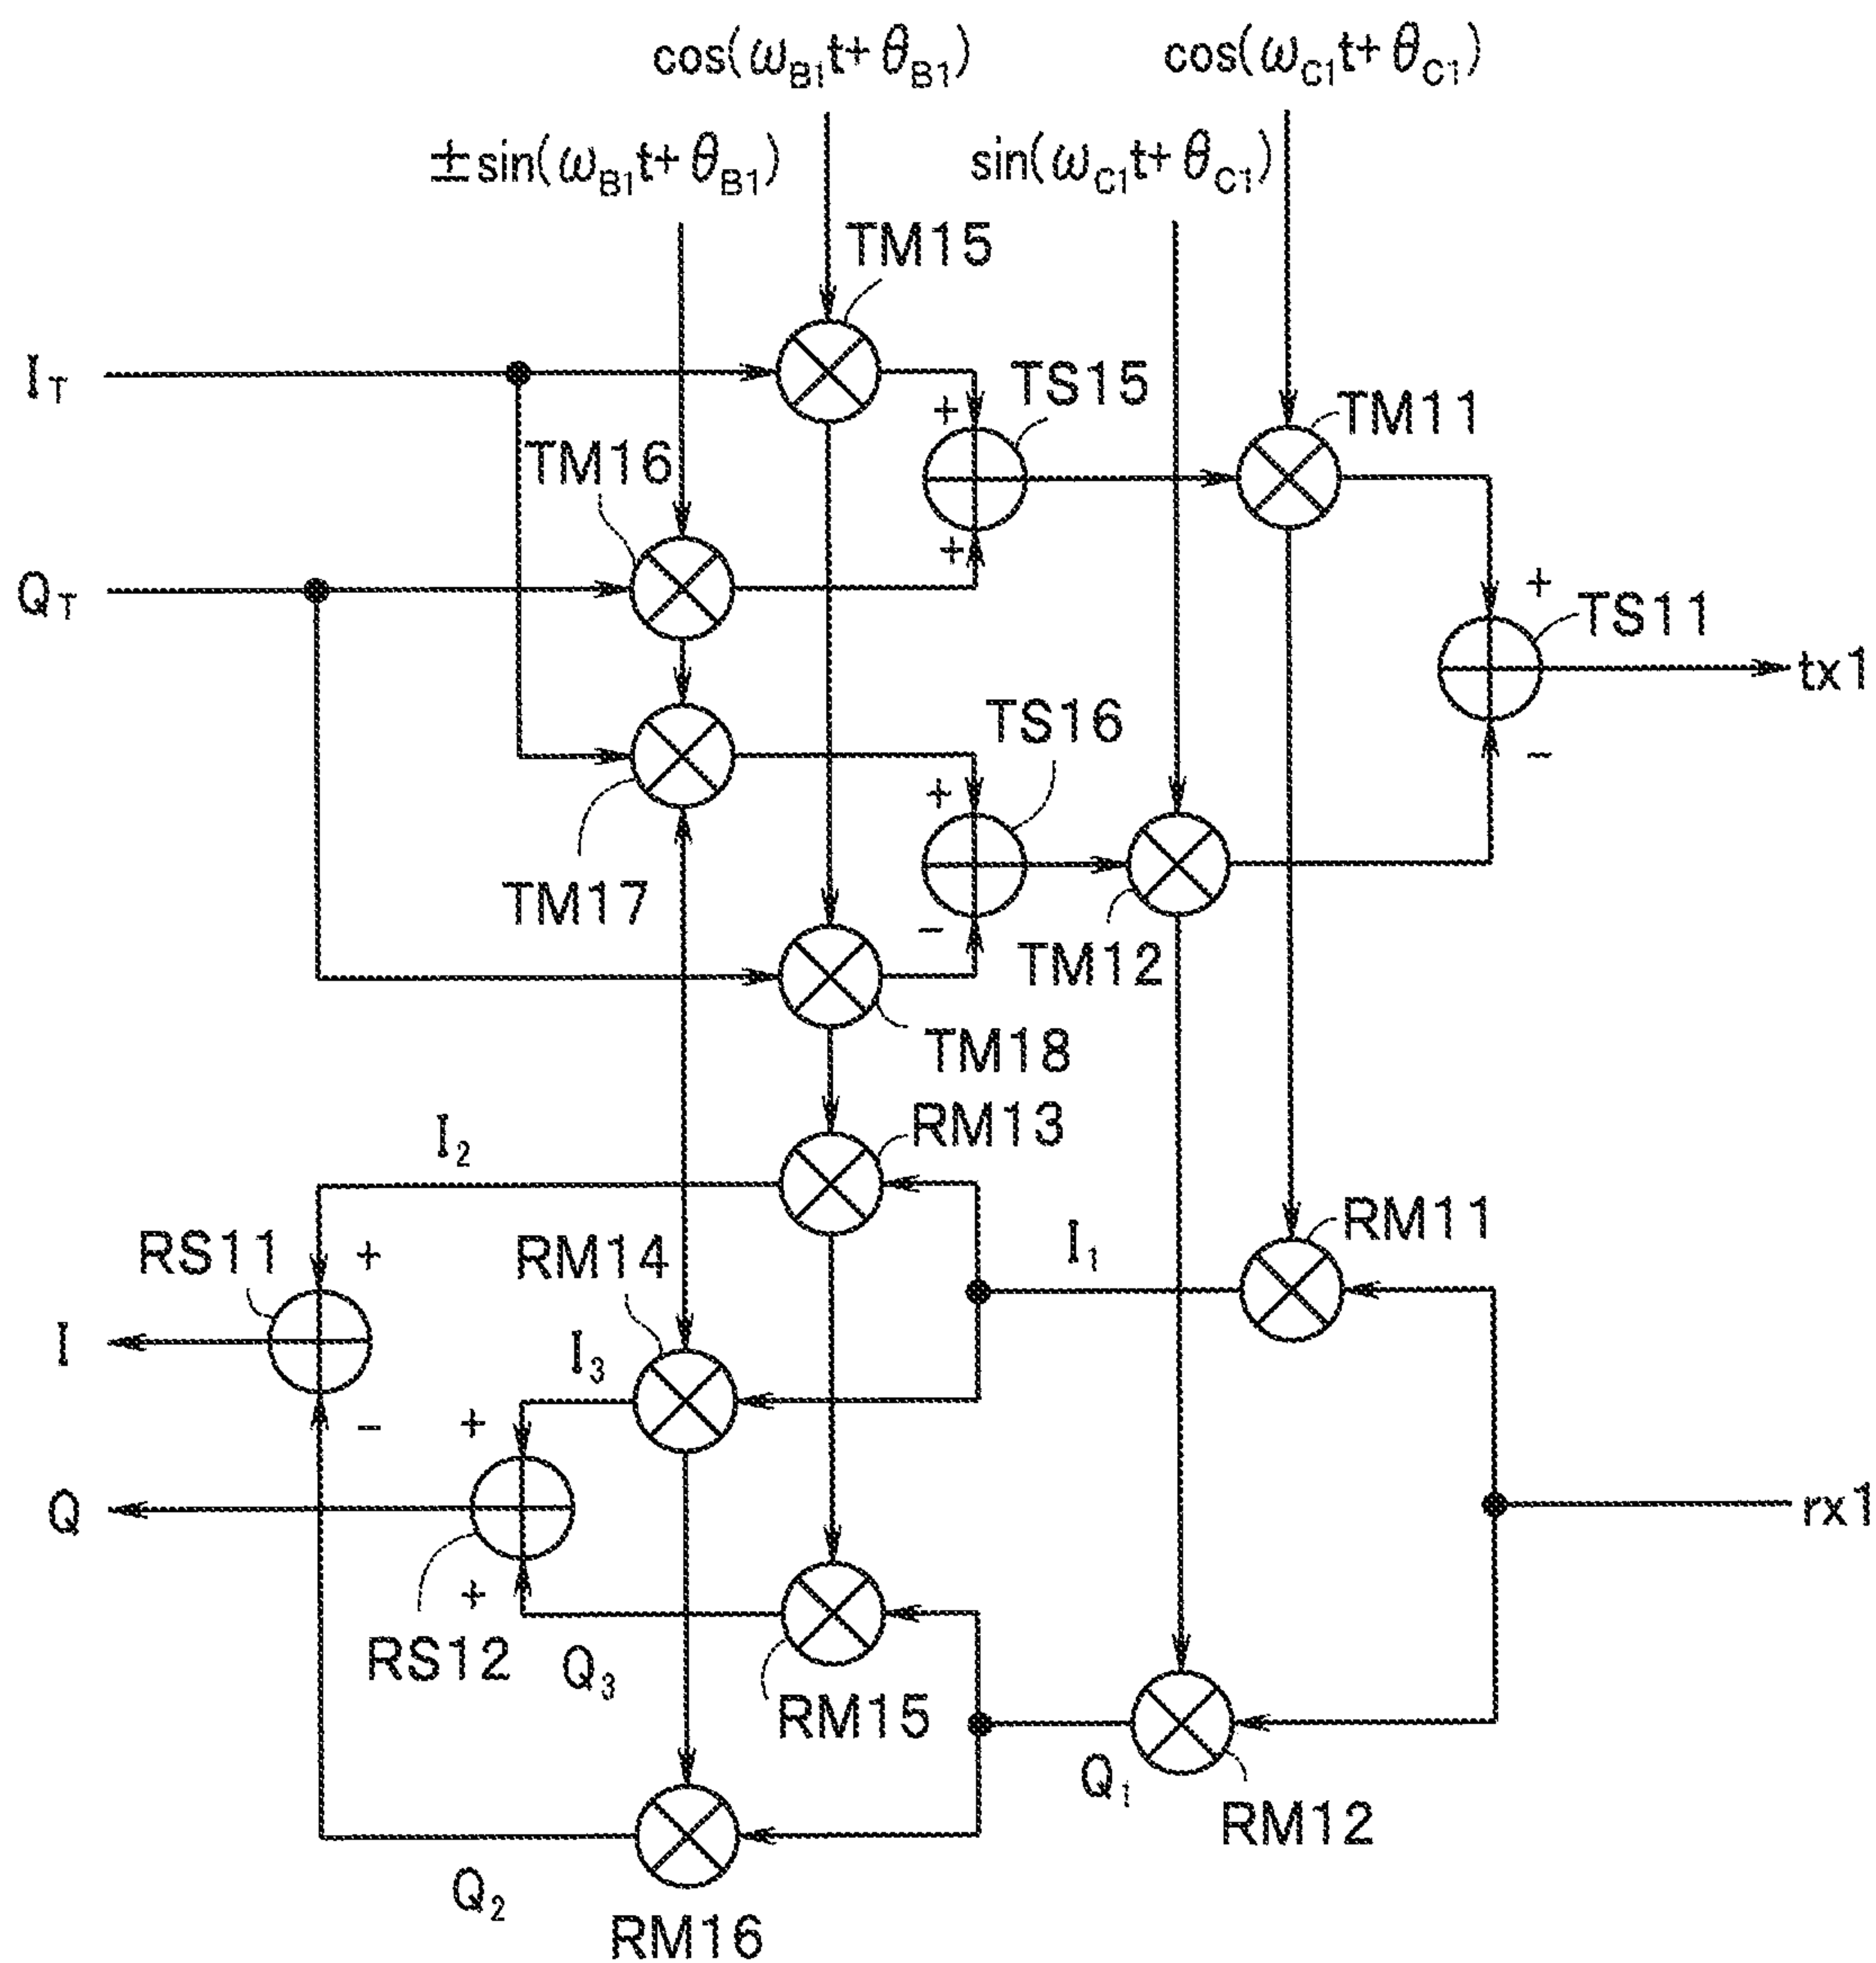 cos(ωB1t+θB1)
cos(ωC1t+θC1)
±sin(ωB1t+θB1)
sin(ωC1t+θC1)
TM15
IT
TS15
TM11
+
TM16
+
QT
+
TS11
tx1
TS16
-
+
TM17
-
TM12
TM18
RM13
I2
RM11
RS11
+
RM14
I1
I
I3
+
-
Q
rx1
+
RS12
Q3
RM15
Q1
RM12
Q2
RM16